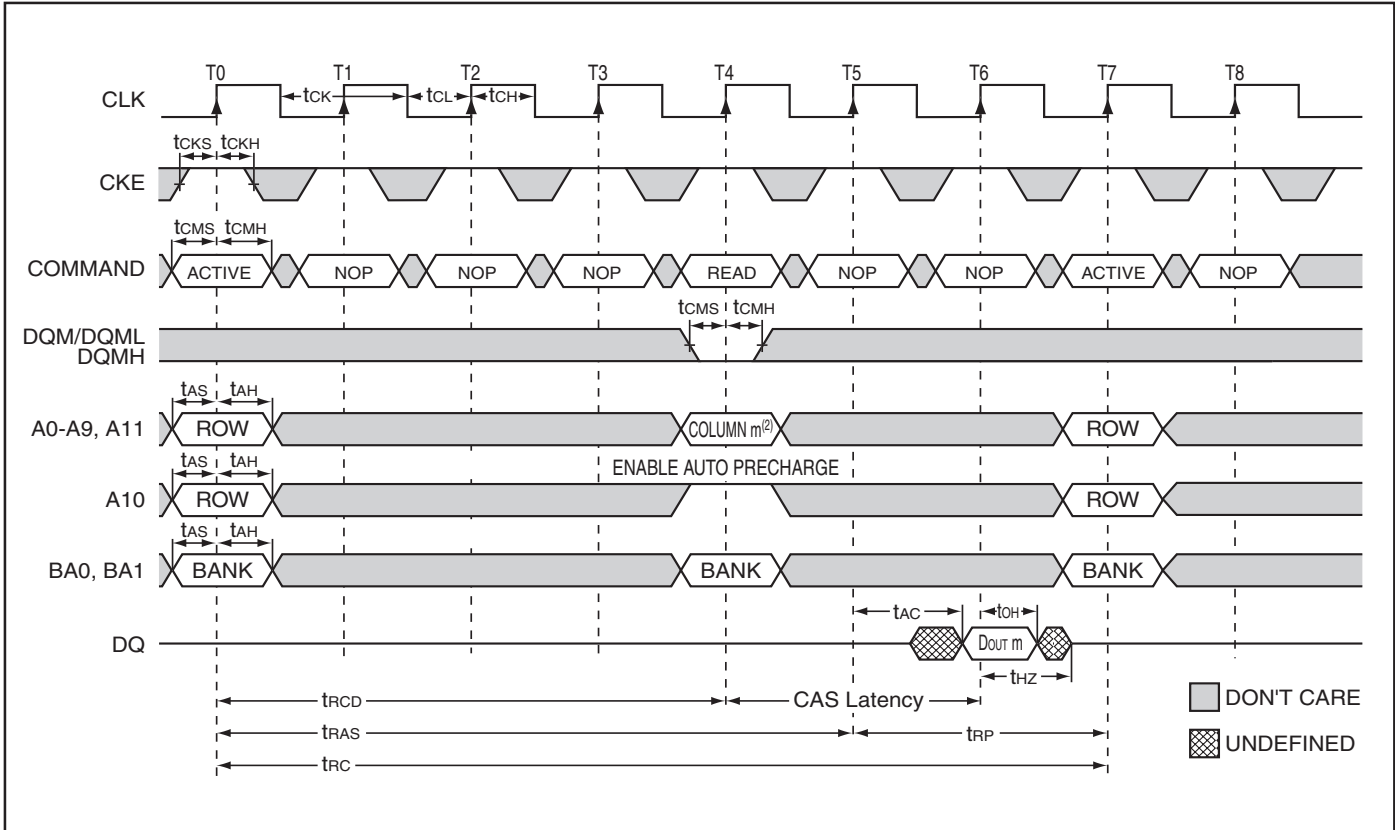 T0 T1 T2 T3 T4 T5 T6 T7 T8
CLK
tCK tCL tCH
tCKS tCKH
CKE
tCMS tCMH
COMMAND ACTIVE NOP NOP NOP READ NOP NOP ACTIVE NOP
tCMS tCMH
DQM/DQML
DQMH
tAS tAH
A0-A9, A11 ROW COLUMN m(2) ROW
tAS tAH ENABLE AUTO PRECHARGE
A10 ROW ROW
tAS tAH
BA0, BA1 BANK BANK BANK
tAC tOH
DQ DOUT m
tHZ
tRCD CAS Latency
DON'T CARE
tRAS tRP
UNDEFINED
tRC